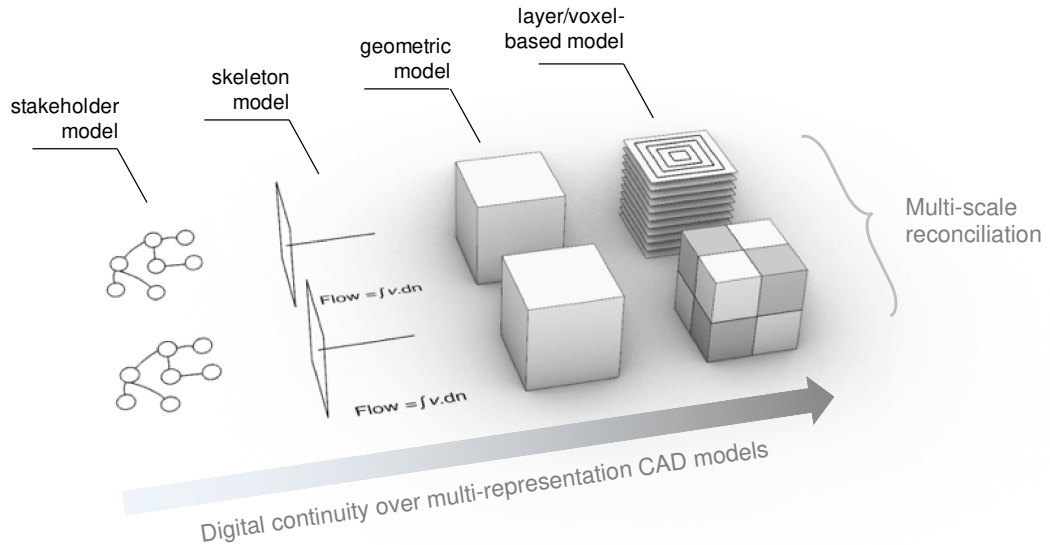 stakeholder
model
skeleton
model
geometric
model
layer/voxel-
based model
Flow = ∫ v.dn
Flow = ∫ v.dn
Multi-scale
reconciliation
Digital continuity over multi-representation CAD models